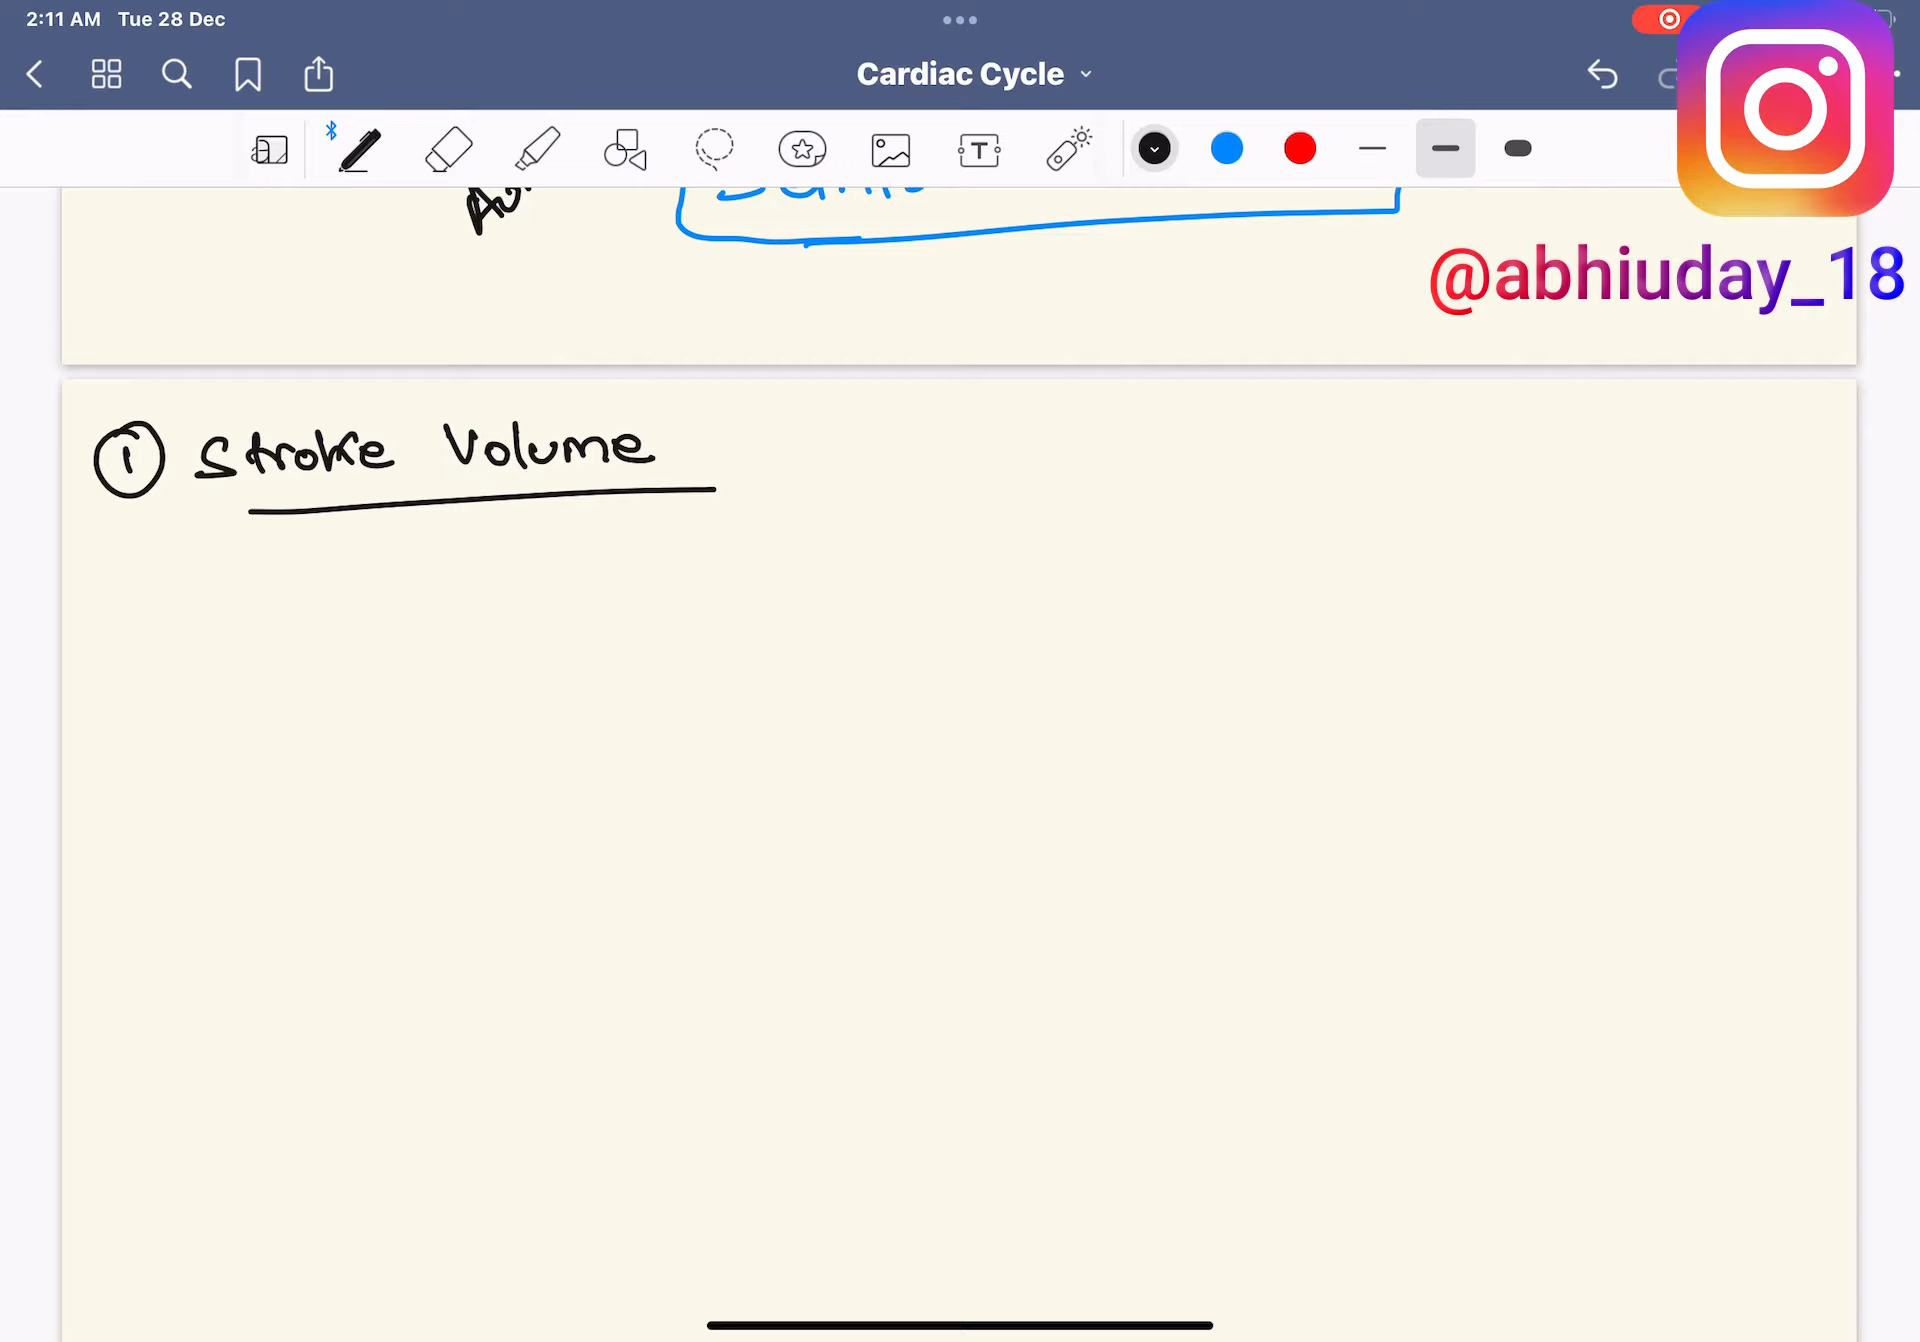 2:11 AM Tue 28 Dec
Cardiac Cycle
T
@abhiuday_18
1 Stroke Volume